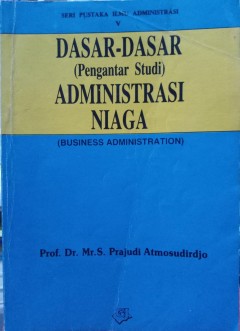 SERI PUSTAKA ILMU ADMINISTRASI
V
DASAR-DASAR
(Pengantar Studi)
ADMINISTRASI
NIAGA
(BUSINESS ADMINISTRATION)
Prof. Dr. Mr.S. Prajudi Atmosudirdjo